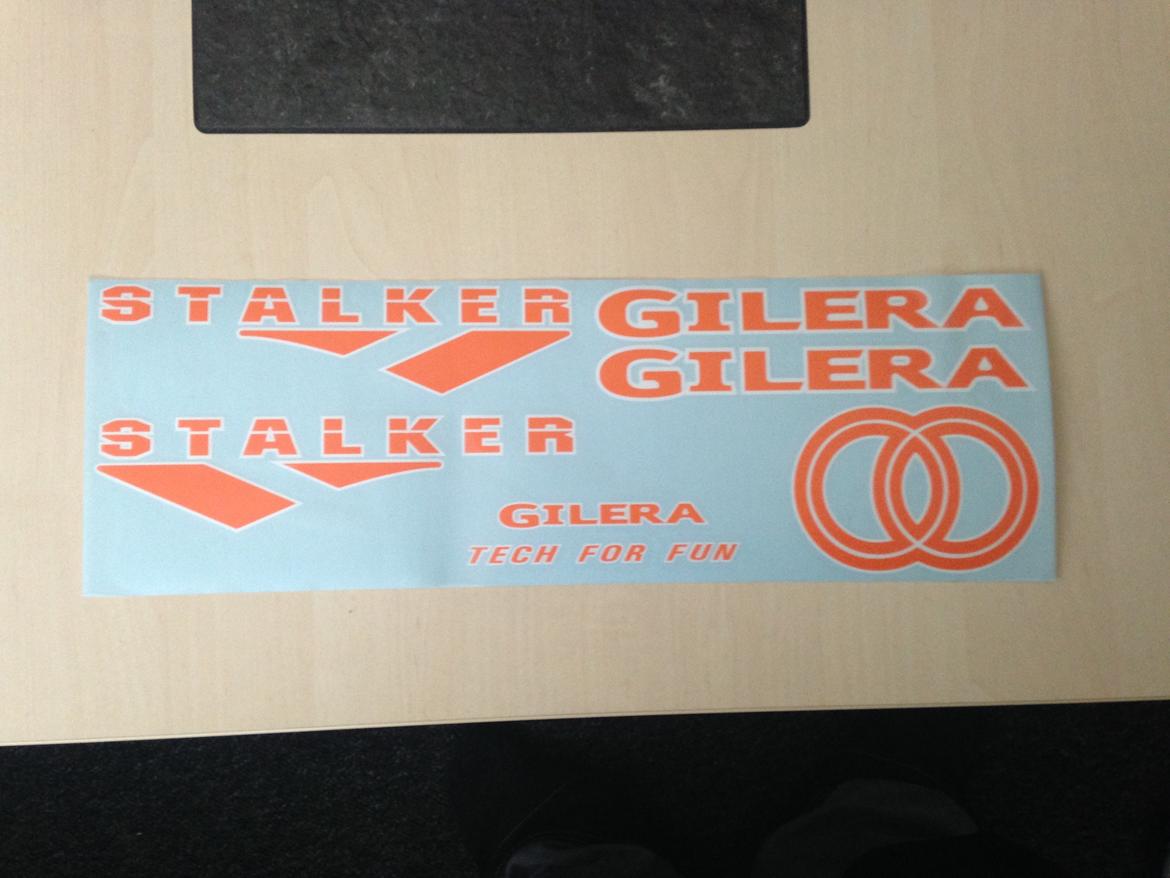 STALKER
GILERA
GILERA
STALKER
GILERA
TECH FOR FUN